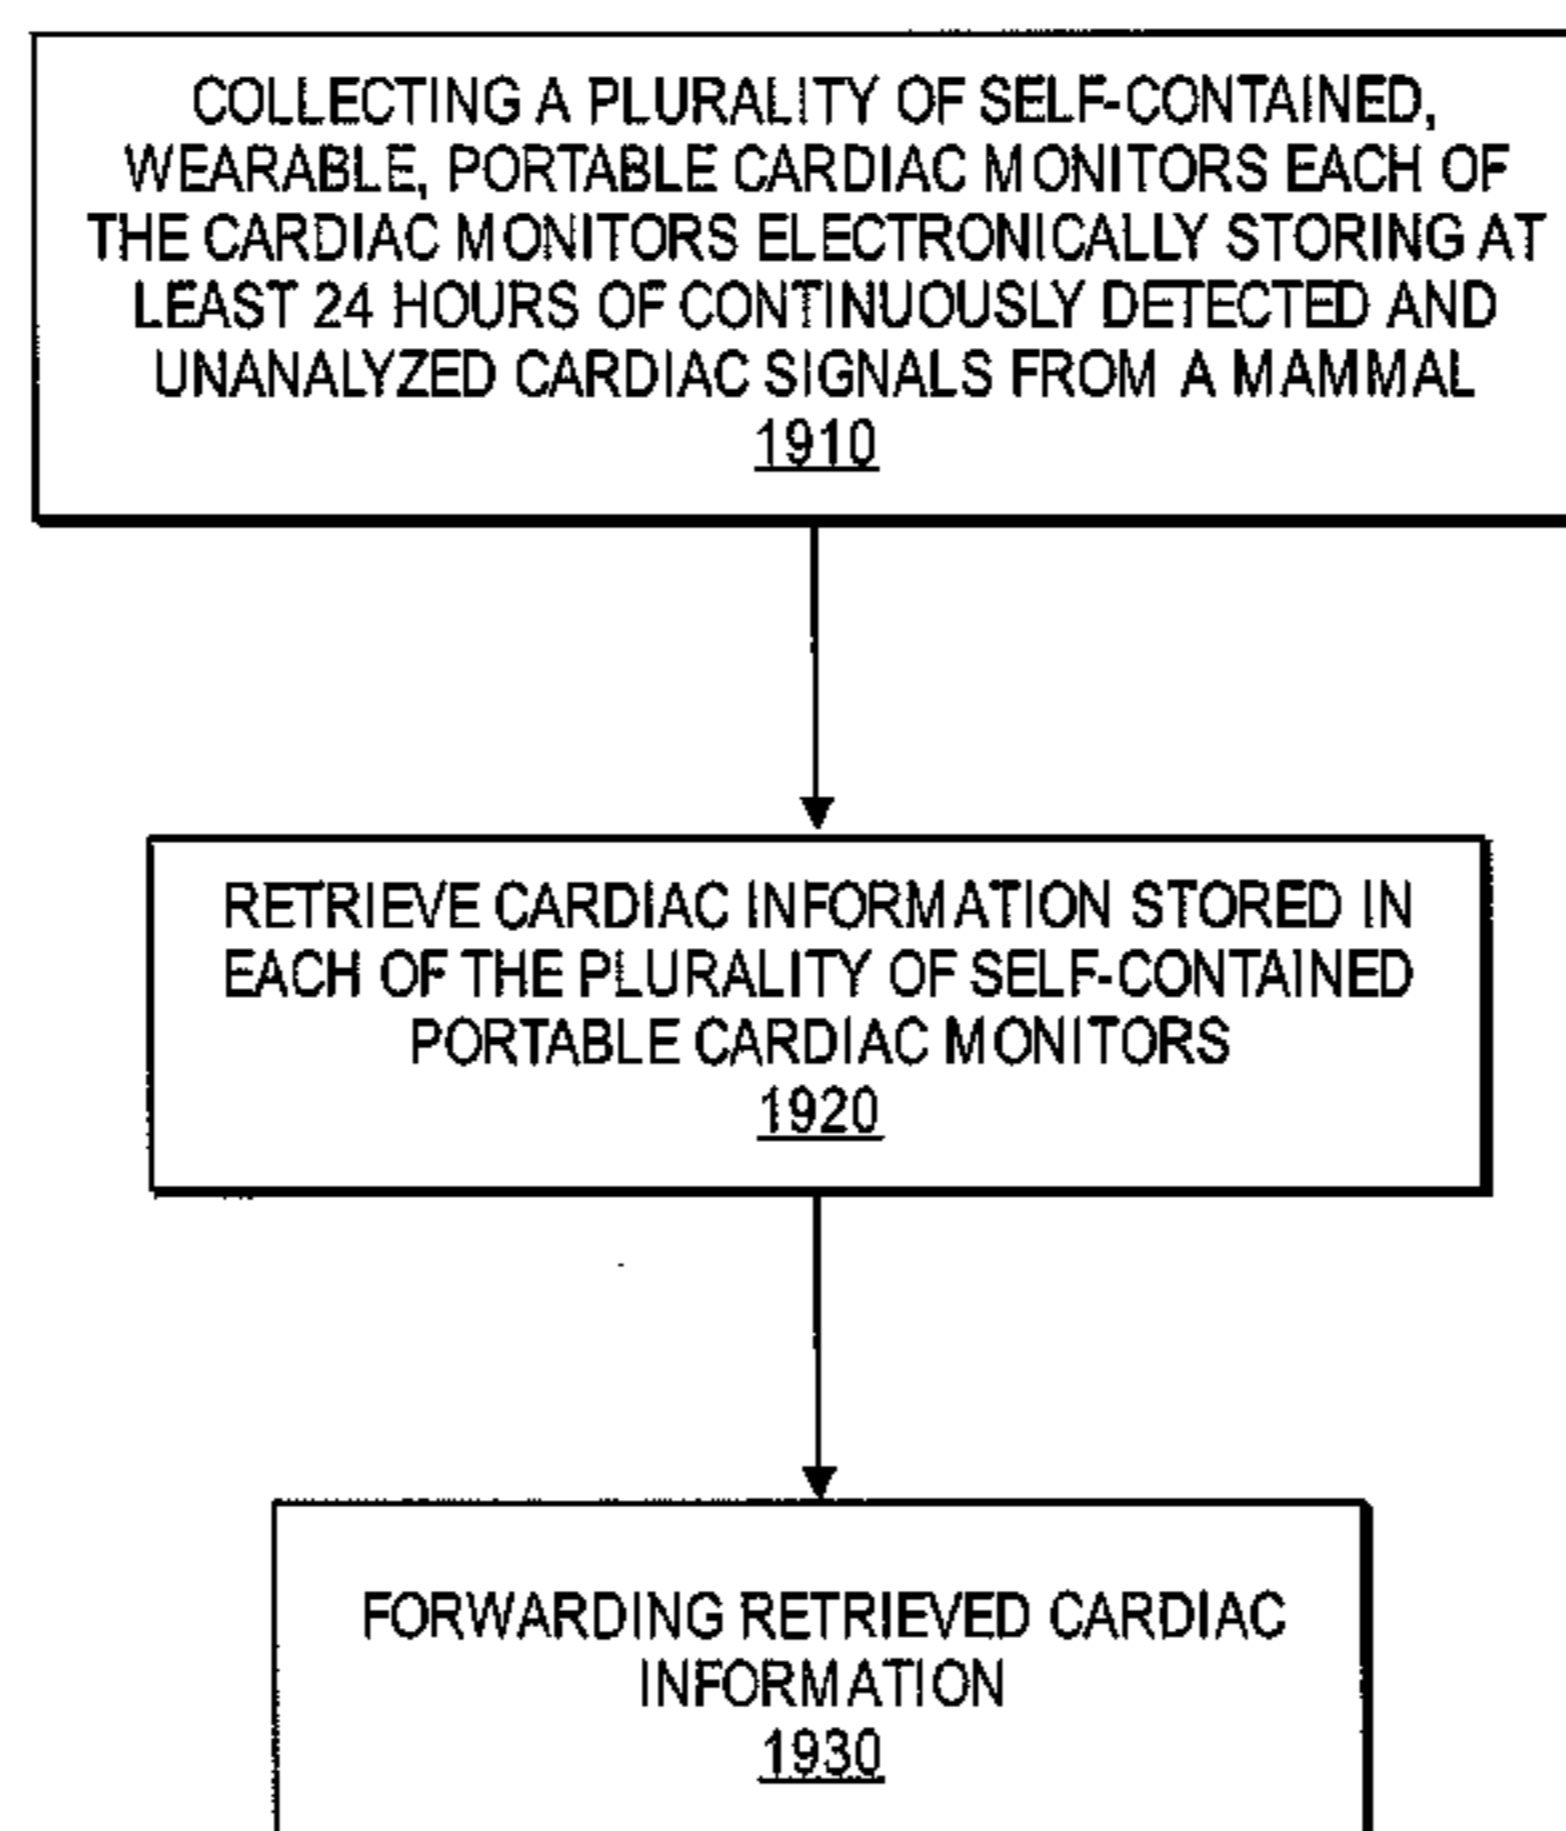 COLLECTING A PLURALITY OF SELF-CONTAINED,
WEARABLE, PORTABLE CARDIAC MONITORS EACH OF
THE CARDIAC MONITORS ELECTRONICALLY STORING AT
LEAST 24 HOURS OF CONTINUOUSLY DETECTED AND
UNANALYZED CARDIAC SIGNALS FROM A MAMMAL
1910
RETRIEVE CARDIAC INFORMATION STORED IN
EACH OF THE PLURALITY OF SELF-CONTAINED
PORTABLE CARDIAC MONITORS
1920
FORWARDING RETRIEVED CARDIAC
INFORMATION
1930